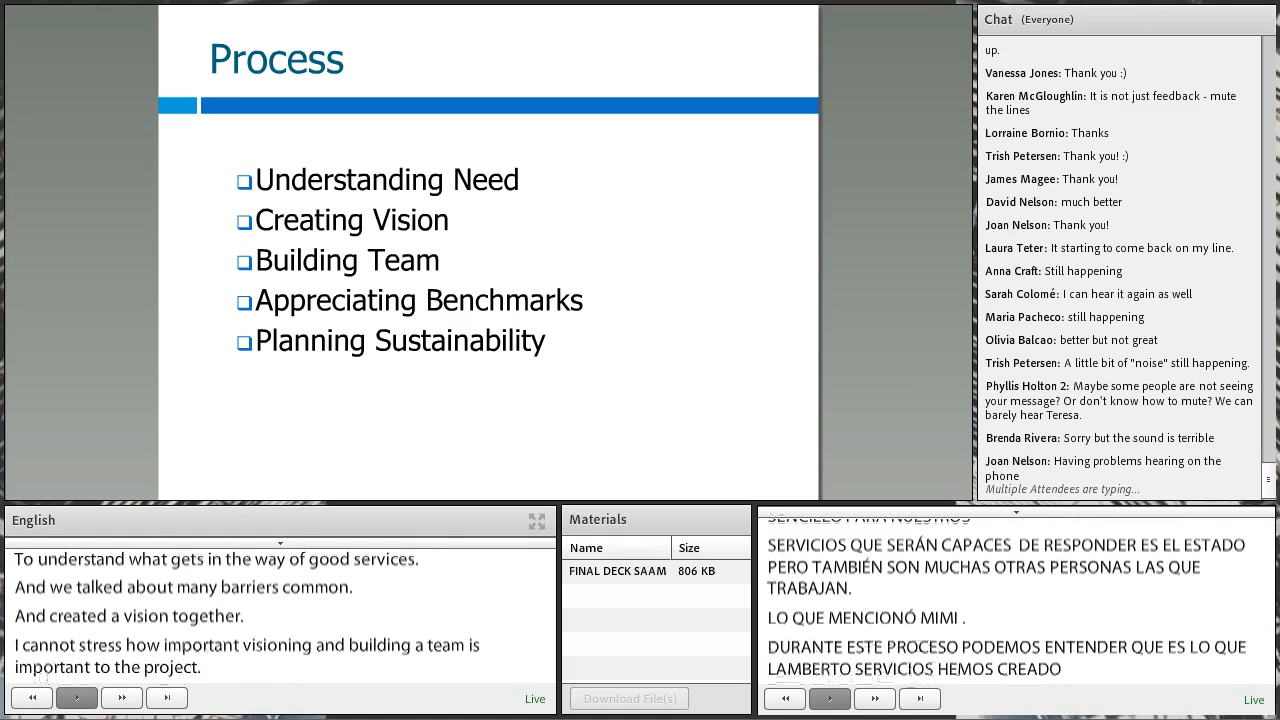 Process
Understanding Need
Creating Vision
Building Team
Appreciating Benchmarks
Planning Sustainability
Chat (Everyone)
up.
Vanessa Jones: Thank you :)
Karen McGloughlin: It is not just feedback - mute
the lines
Lorraine Bornio: Thanks
Trish Petersen: Thank you! :)
James Magee: Thank you!
David Nelson: much better
Joan Nelson: Thank you!
Laura Teter: It starting to come back on my line.
Anna Craft: Still happening
Sarah Colomé: I can hear it again as well
Maria Pacheco: still happening
Olivia Balcao: better but not great
Trish Petersen: A little bit of "noise" still happening.
Phyllis Holton 2: Maybe some people are not seeing
your message? Or don't know how to mute? We can
barely hear Teresa.
Brenda Rivera: Sorry but the sound is terrible
Joan Nelson: Having problems hearing on the
phone
Multiple Attendees are typing...
English
To understand what gets in the way of good services.
And we talked about many barriers common.
And created a vision together.
I cannot stress how important visioning and building a team is
important to the project.
Live
Materials
Name Size
FINAL DECK SAAM 806 KB
Download File(s)
SENCILLO PARA NUESTROS
SERVICIOS QUE SERÁN CAPACES DE RESPONDER ES EL ESTADO
PERO TAMBIÉN SON MUCHAS OTRAS PERSONAS LAS QUE
TRABAJAN.
LO QUE MENCIONÓ MIMI .
DURANTE ESTE PROCESO PODEMOS ENTENDER QUE ES LO QUE
LAMBERTO SERVICIOS HEMOS CREADO
Live